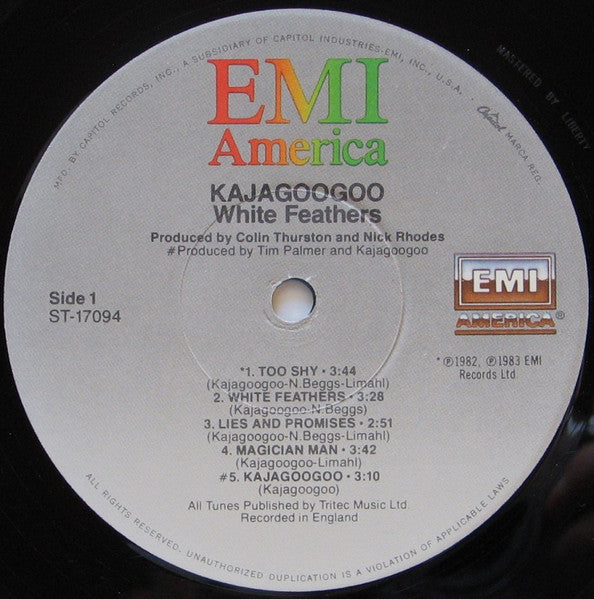 MFD. BY CAPITOL RECORDS, INC., A SUBSIDIARY OF CAPITOL INDUSTRIES-EMI, INC., U.S.A. Capitol MARCA REG.
MASTERED BY LIBERTY
EMI
America
KAJAGOOGOO
White Feathers
Produced by Colin Thurston and Nick Rhodes
#Produced by Tim Palmer and Kajagoogoo
Side 1
ST-17094
EMI
AMERICA®
*℗1982, ℗1983 EMI
Records Ltd.
*1. TOO SHY • 3:44
(Kajagoogoo-N.Beggs-Limahl)
2. WHITE FEATHERS • 3:28
(Kajagoogoo-N.Beggs)
3. LIES AND PROMISES • 2:51
(Kajagoogoo-N.Beggs-Limahl)
4. MAGICIAN MAN • 3:42
(Kajagoogoo-Limahl)
#5. KAJAGOOGOO • 3:10
(Kajagoogoo)
All Tunes Published by Tritec Music Ltd.
Recorded in England
ALL RIGHTS RESERVED. UNAUTHORIZED DUPLICATION IS A VIOLATION OF APPLICABLE LAWS